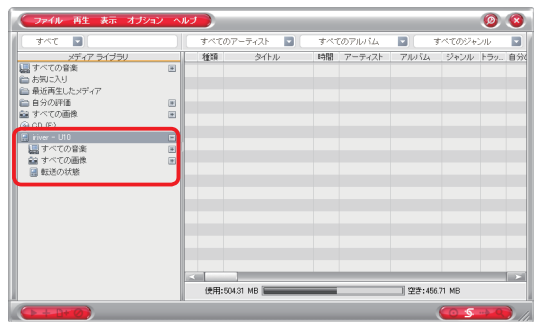 ファイル 再生 表示 オプション ヘルプ
すべて すべてのアーティスト すべてのアルバム すべてのジャンル
メディア ライブラリ 種類 タイトル 時間 アーティスト アルバム ジャンル トラッ... 自分(
すべての音楽
お気に入り
最近再生したメディア
自分の評価
すべての画像
CD (E:)
iriver - U10
すべての音楽
すべての画像
転送の状態
使用:504.31 MB 空き:456.71 MB